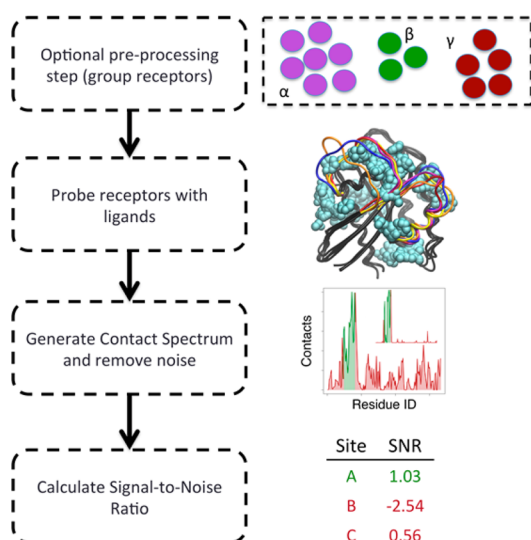 Optional pre-processing
step (group receptors)
α
β
γ
Probe receptors with
ligands
Generate Contact Spectrum
and remove noise
Contacts
Residue ID
Calculate Signal-to-Noise
Ratio
Site SNR
A 1.03
B -2.54
C 0.56